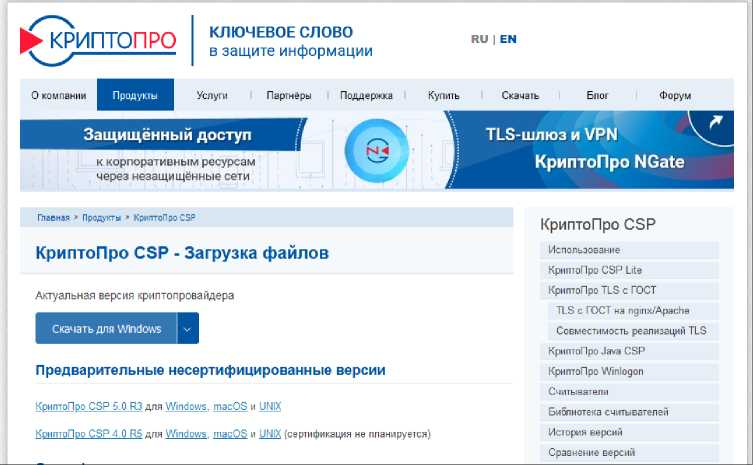 КРИПТОПРО
КЛЮЧЕВОЕ СЛОВО
в защите информации
RU | EN
О компании Продукты Услуги Партнёры Поддержка Купить Скачать Блог Форум
Защищённый доступ
к корпоративным ресурсам
через незащищённые сети
TLS-шлюз и VPN
КриптоПро NGate
Главная > Продукты > КриптоПро CSP
КриптоПро CSP - Загрузка файлов
Актуальная версия криптопровайдера
Скачать для Windows
Предварительные несертифицированные версии
КриптоПро CSP 5.0 R3 для Windows, macOS и UNIX
КриптоПро CSP 4.0 R5 для Windows, macOS и UNIX (сертификация не планируется)
КриптоПро CSP
Использование
КриптоПро CSP Lite
КриптоПро TLS с ГОСТ
TLS с ГОСТ на nginx/Apache
Совместимость реализаций TLS
КриптоПро Java CSP
КриптоПро Winlogon
Считыватели
Библиотека считывателей
История версий
Сравнение версий